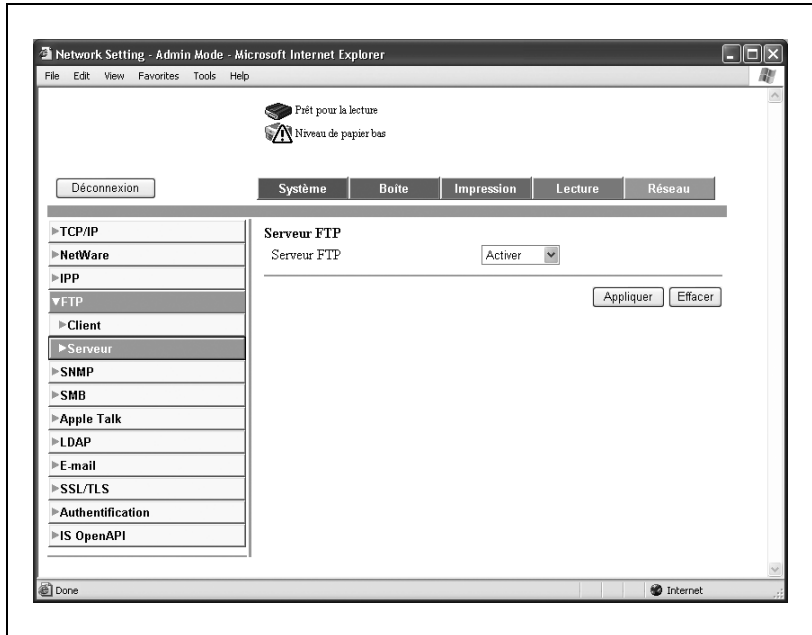 Network Setting - Admin Mode - Microsoft Internet Explorer
File Edit View Favorites Tools Help
Prêt pour la lecture
Niveau de papier bas
Déconnexion
Système Boîte Impression Lecture Réseau
TCP/IP
NetWare
IPP
FTP
Client
Serveur
SNMP
SMB
Apple Talk
LDAP
E-mail
SSL/TLS
Authentification
IS OpenAPI
Serveur FTP
Serveur FTP Activer
Appliquer Effacer
Done Internet